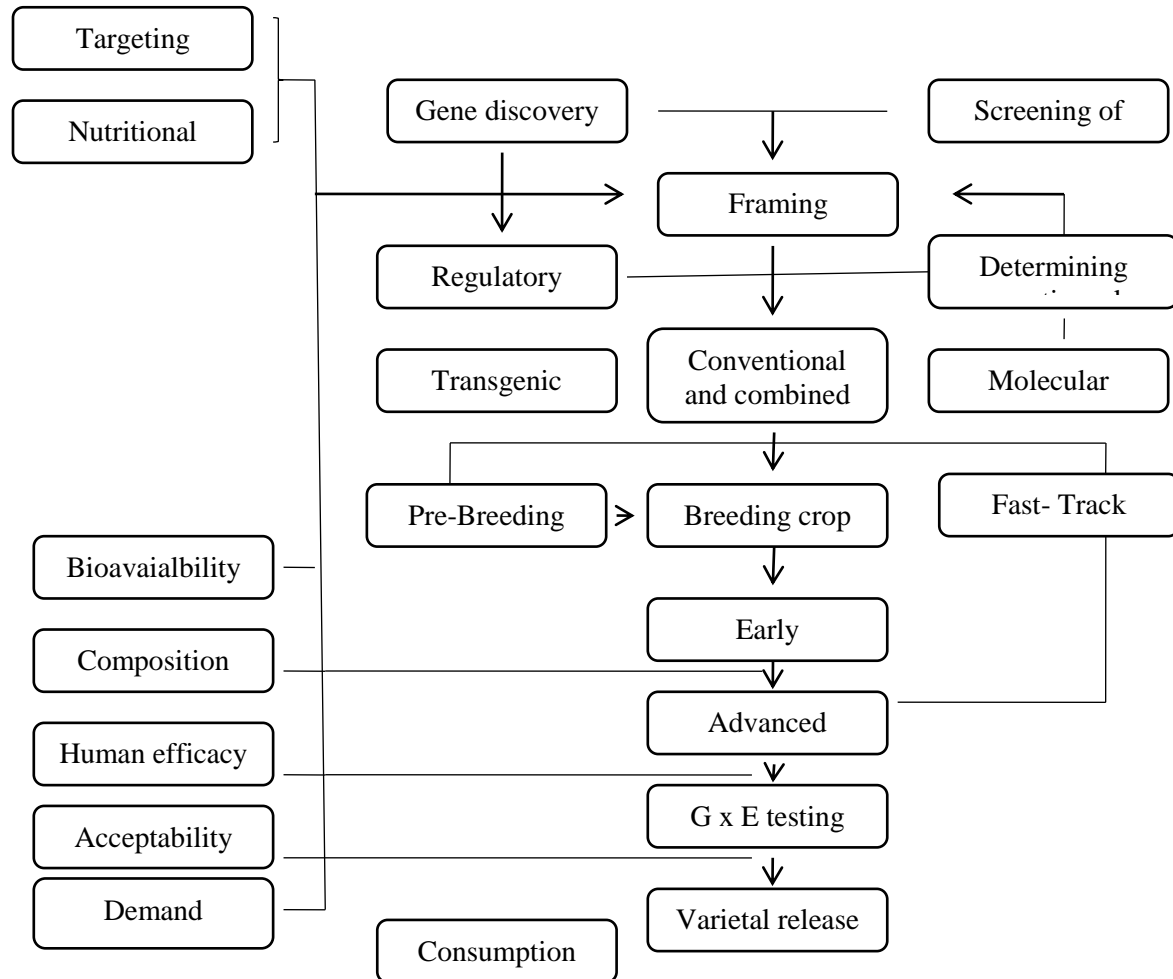 Targeting
Nutritional
Gene discovery
Screening of
Framing
Regulatory
Determining
Transgenic
Conventional
and combined
Molecular
Pre-Breeding
Breeding crop
Fast- Track
Bioavaialbility
Early
Composition
Advanced
Human efficacy
G x E testing
Acceptability
Demand
Varietal release
Consumption